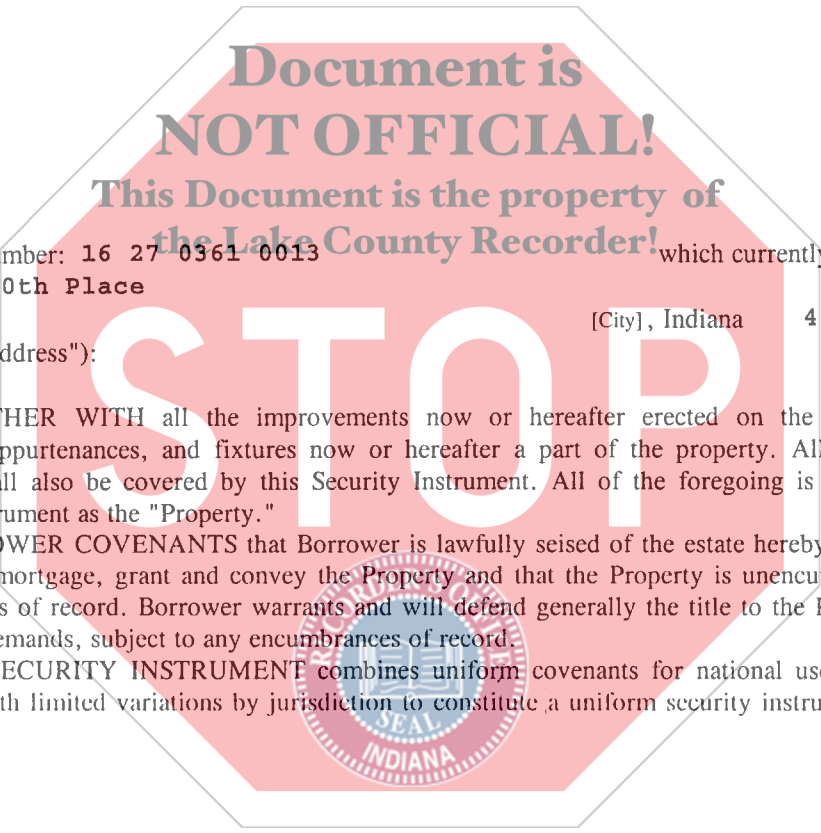 Document is
NOT OFFICIAL!
This Document is the property of
the Lake County Recorder!
mber: 16 27 0361 0013 which currently
0th Place
[City], Indiana 4
ddress"):
STOP
THER WITH all the improvements now or hereafter erected on the
ppurtenances, and fixtures now or hereafter a part of the property. All
ll also be covered by this Security Instrument. All of the foregoing is
rument as the "Property."
OWER COVENANTS that Borrower is lawfully seised of the estate hereby
mortgage, grant and convey the Property and that the Property is unencu
s of record. Borrower warrants and will defend generally the title to the
emands, subject to any encumbrances of record.
ECURITY INSTRUMENT combines uniform covenants for national use
th limited variations by jurisdiction to constitute a uniform security instru
SEAL
INDIANA